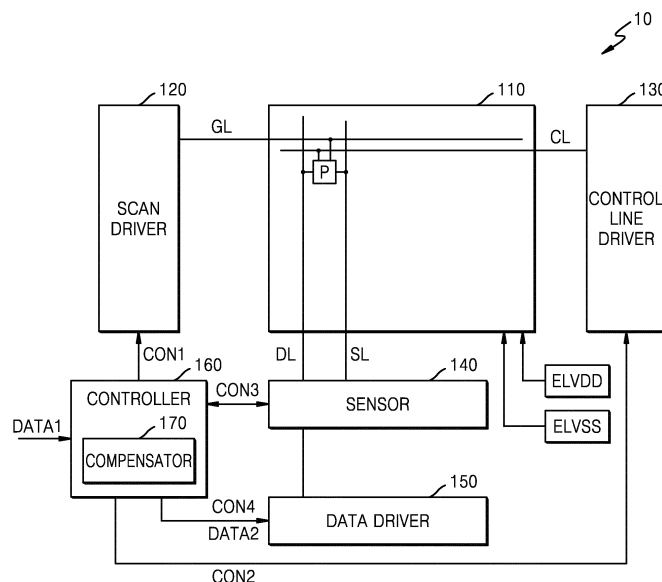 10
120
110
130
GL
CL
P
SCAN
DRIVER
CONTROL
LINE
DRIVER
CON1
160
DL
SL
140
CONTROLLER
CON3
SENSOR
ELVDD
DATA1
170
COMPENSATOR
ELVSS
150
CON4
DATA2
DATA DRIVER
CON2